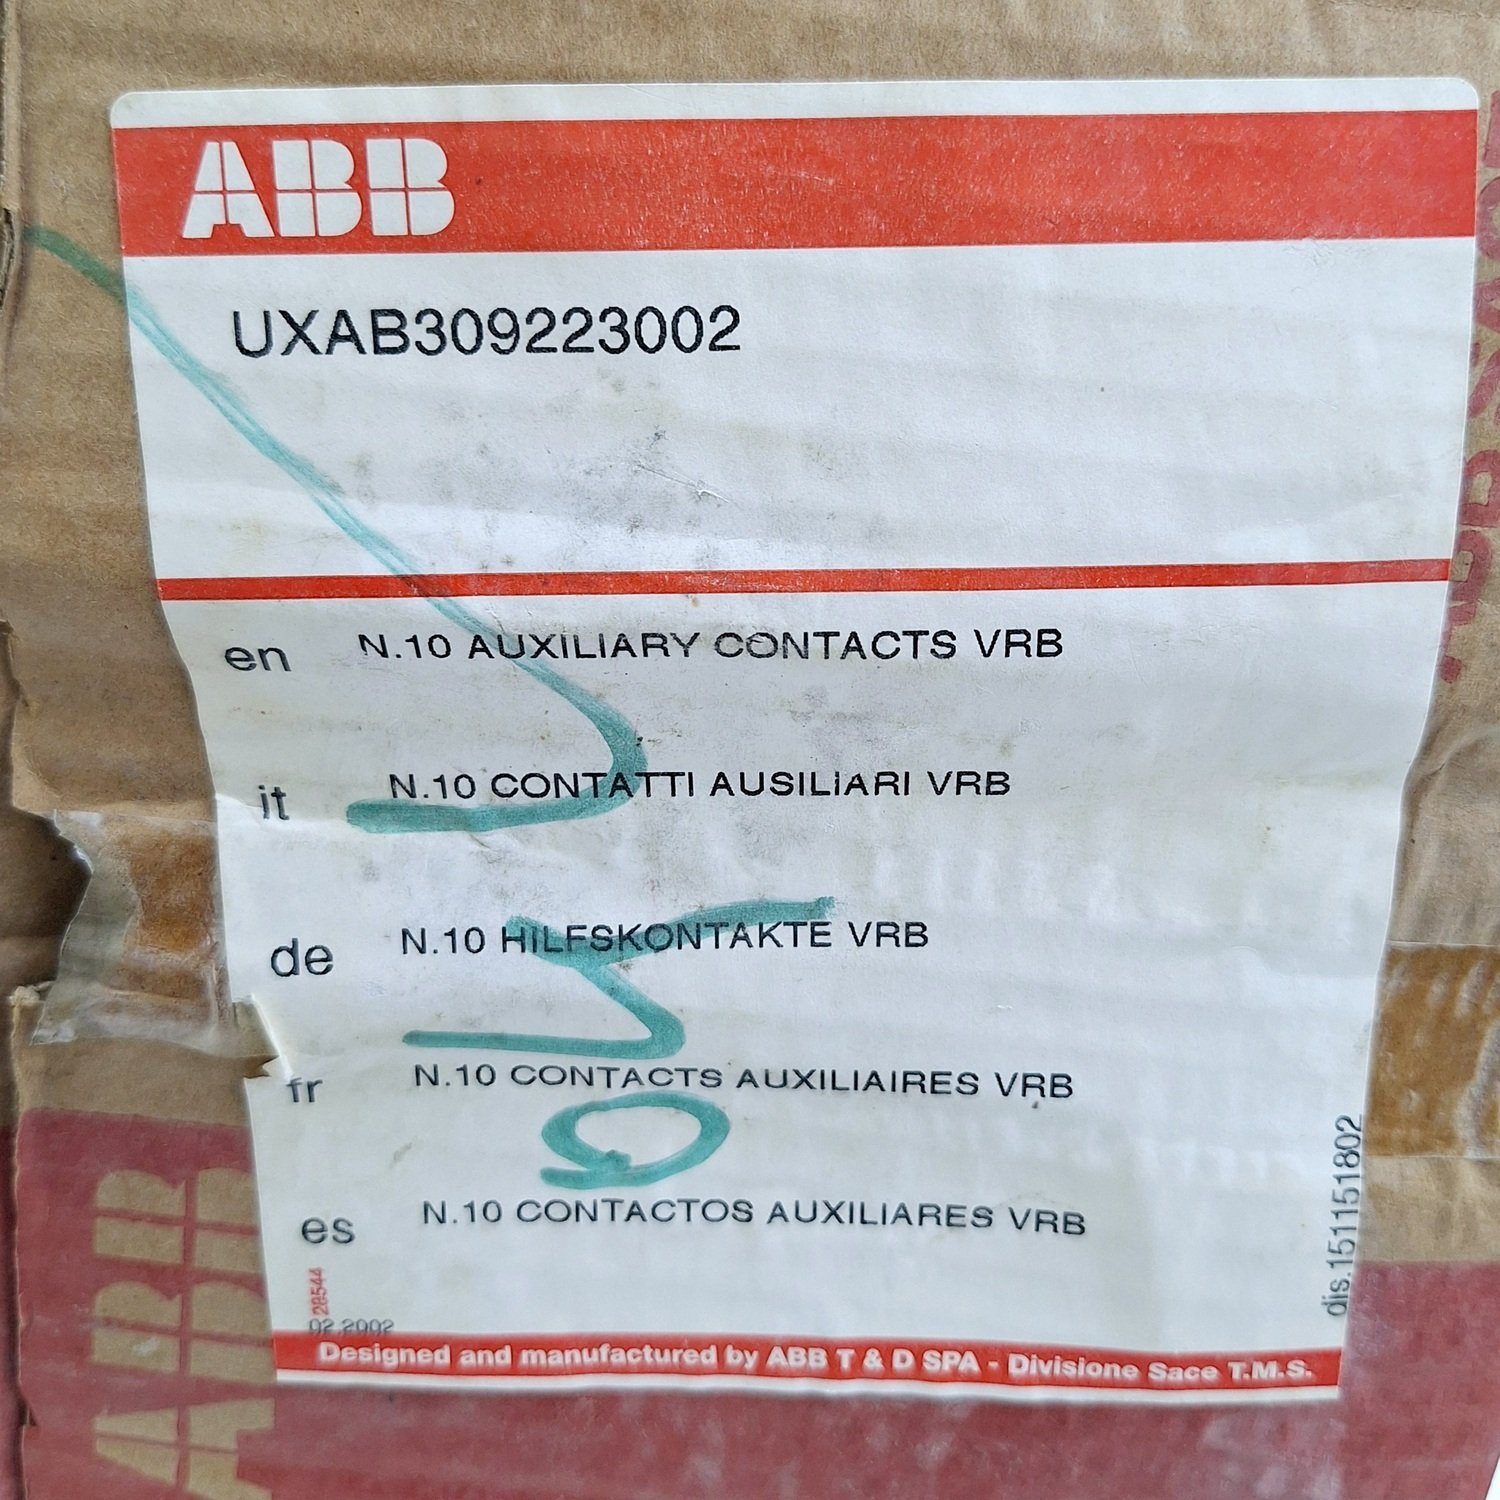 ABB
UXAB309223002
en N.10 AUXILIARY CONTACTS VRB
it N.10 CONTATTI AUSILIARI VRB
de N.10 HILFSKONTAKTE VRB
fr N.10 CONTACTS AUXILIAIRES VRB
es N.10 CONTACTOS AUXILIARES VRB
28544
02.2002
dis.151151802
Designed and manufactured by ABB T & D SPA - Divisione Sace T.M.S.
ABB